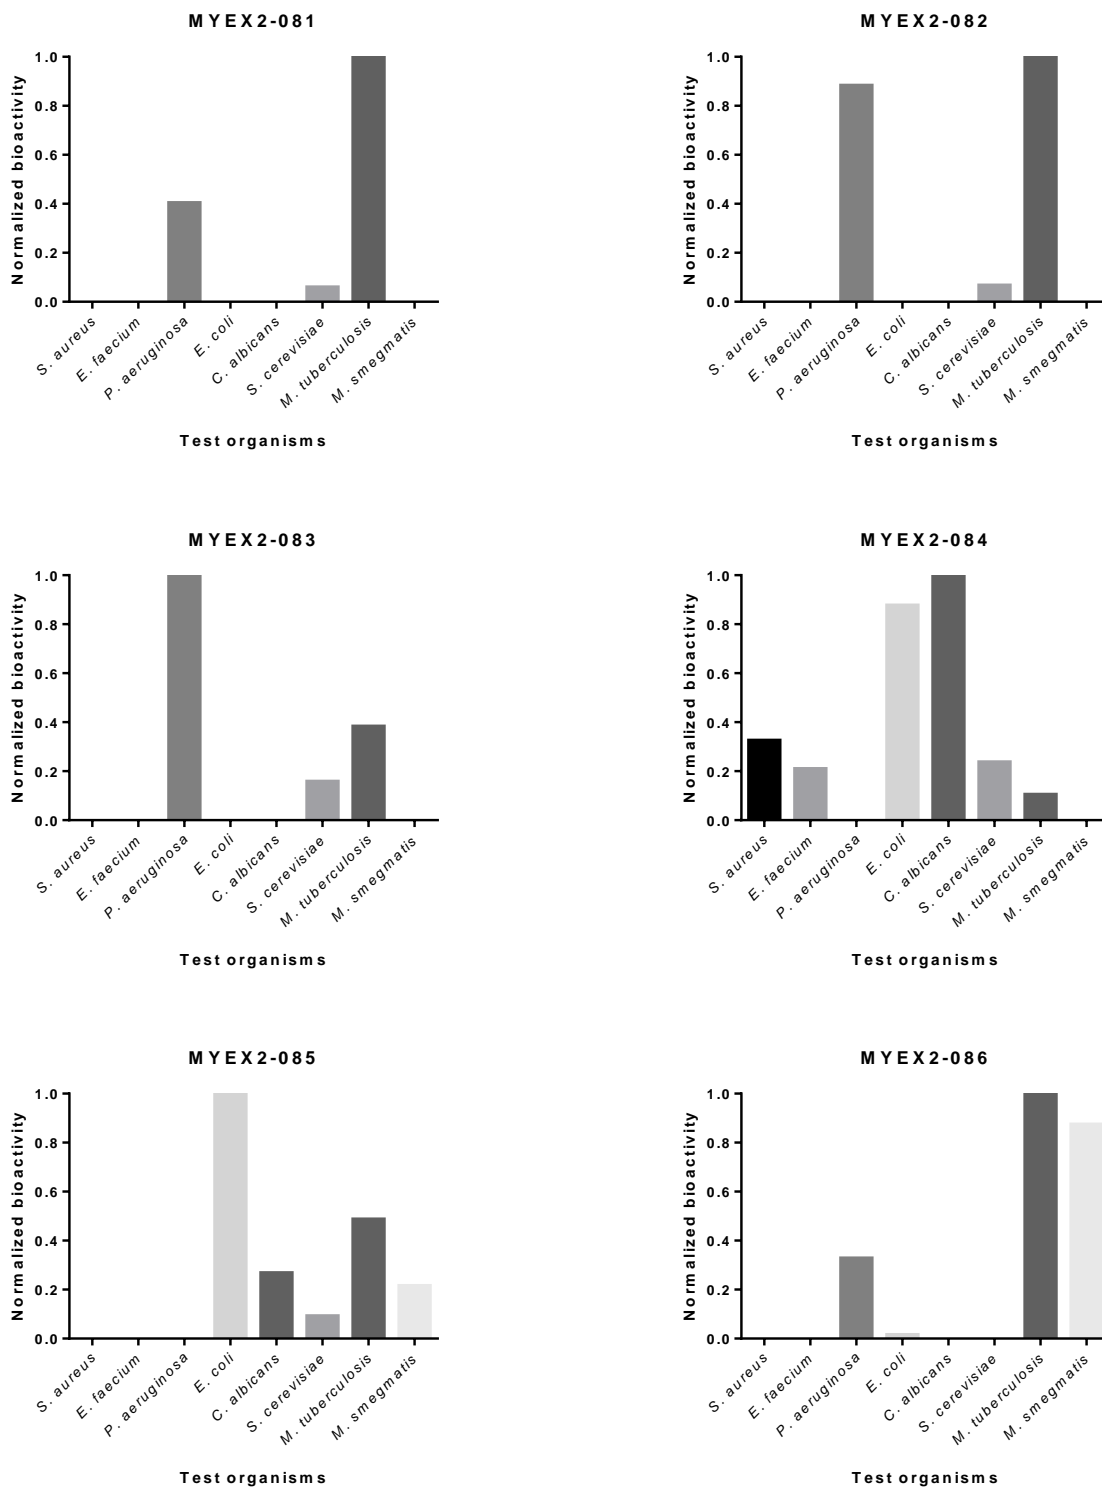 MYEX2-081
Normalized bioactivity
1.0
0.8
0.6
0.4
0.2
0.0
S. aureus
E. faecium
P. aeruginosa
E. coli
C. albicans
S. cerevisiae
M. tuberculosis
M. smegmatis
Test organisms
MYEX2-082
Normalized bioactivity
1.0
0.8
0.6
0.4
0.2
0.0
S. aureus
E. faecium
P. aeruginosa
E. coli
C. albicans
S. cerevisiae
M. tuberculosis
M. smegmatis
Test organisms
MYEX2-083
Normalized bioactivity
1.0
0.8
0.6
0.4
0.2
0.0
S. aureus
E. faecium
P. aeruginosa
E. coli
C. albicans
S. cerevisiae
M. tuberculosis
M. smegmatis
Test organisms
MYEX2-084
Normalized bioactivity
1.0
0.8
0.6
0.4
0.2
0.0
S. aureus
E. faecium
P. aeruginosa
E. coli
C. albicans
S. cerevisiae
M. tuberculosis
M. smegmatis
Test organisms
MYEX2-085
Normalized bioactivity
1.0
0.8
0.6
0.4
0.2
0.0
S. aureus
E. faecium
P. aeruginosa
E. coli
C. albicans
S. cerevisiae
M. tuberculosis
M. smegmatis
Test organisms
MYEX2-086
Normalized bioactivity
1.0
0.8
0.6
0.4
0.2
0.0
S. aureus
E. faecium
P. aeruginosa
E. coli
C. albicans
S. cerevisiae
M. tuberculosis
M. smegmatis
Test organisms